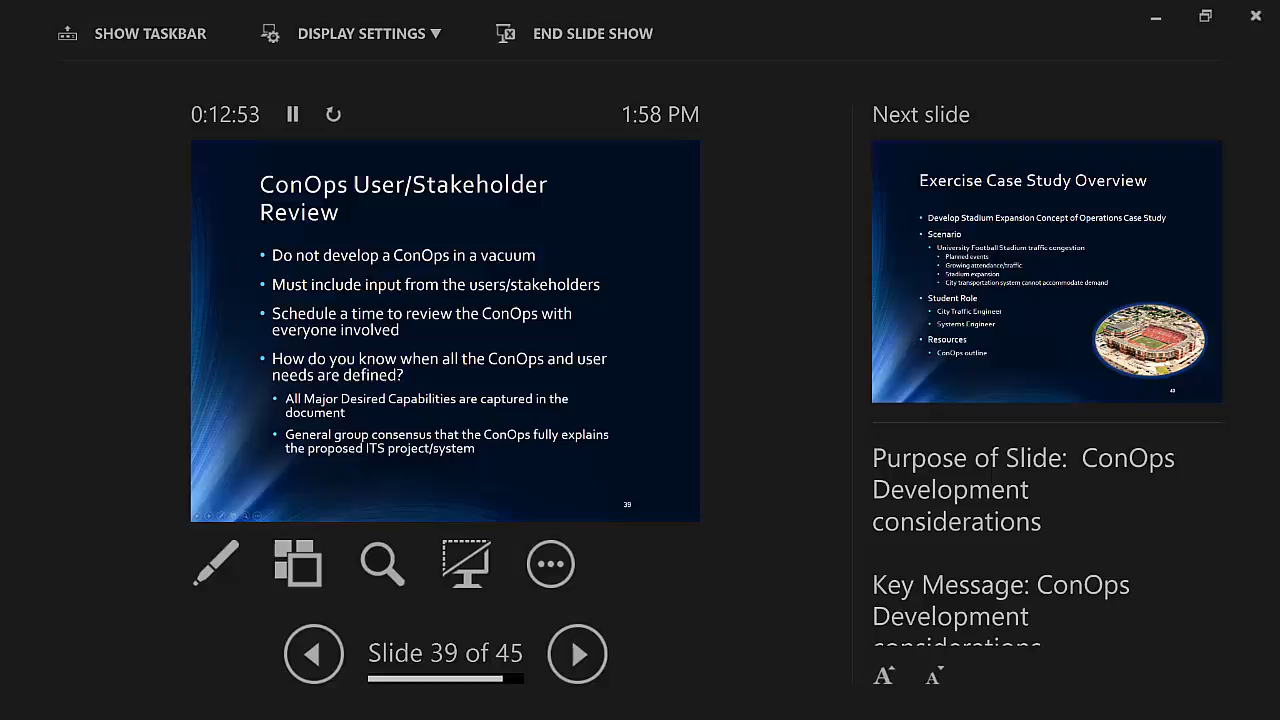 SHOW TASKBAR
DISPLAY SETTINGS ▼
END SLIDE SHOW
0:12:53
1:58 PM
ConOps User/Stakeholder
Review
• Do not develop a ConOps in a vacuum
• Must include input from the users/stakeholders
• Schedule a time to review the ConOps with
everyone involved
• How do you know when all the ConOps and user
needs are defined?
• All Major Desired Capabilities are captured in the
document
• General group consensus that the ConOps fully explains
the proposed ITS project/system
39
Slide 39 of 45
Next slide
Exercise Case Study Overview
• Develop Stadium Expansion Concept of Operations Case Study
• Scenario
• University Football Stadium traffic congestion
• Planned events
• Growing attendance/traffic
• Stadium expansion
• City transportation system cannot accommodate demand
• Student Role
• City Traffic Engineer
• Systems Engineer
• Resources
• ConOps outline
40
Purpose of Slide: ConOps
Development
considerations
Key Message: ConOps
Development
considerations
A A